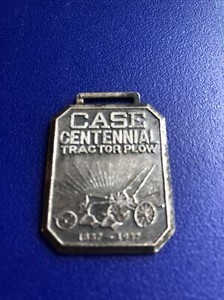 CASE
CENTENNIAL
TRACTOR PLOW
1837 - 1937